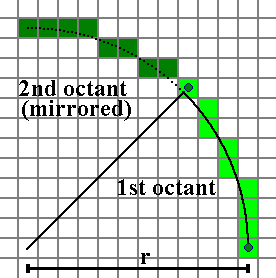 2nd octant
(mirrored)
1st octant
r